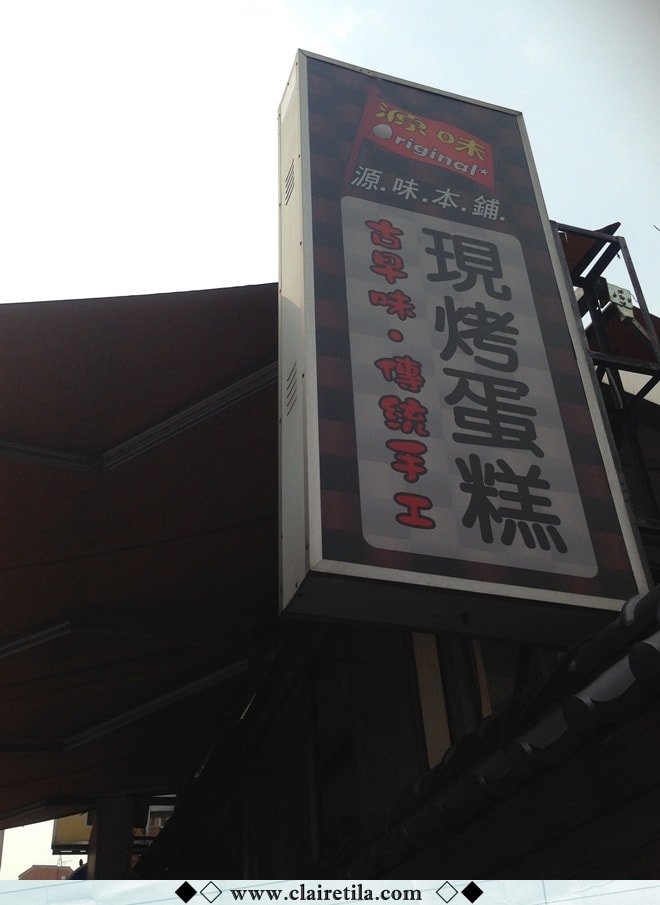 源味
Original*
源.味.本.鋪.
現烤蛋糕
古早味・傳統手工
◆◇ www.clairetila.com ◇◆